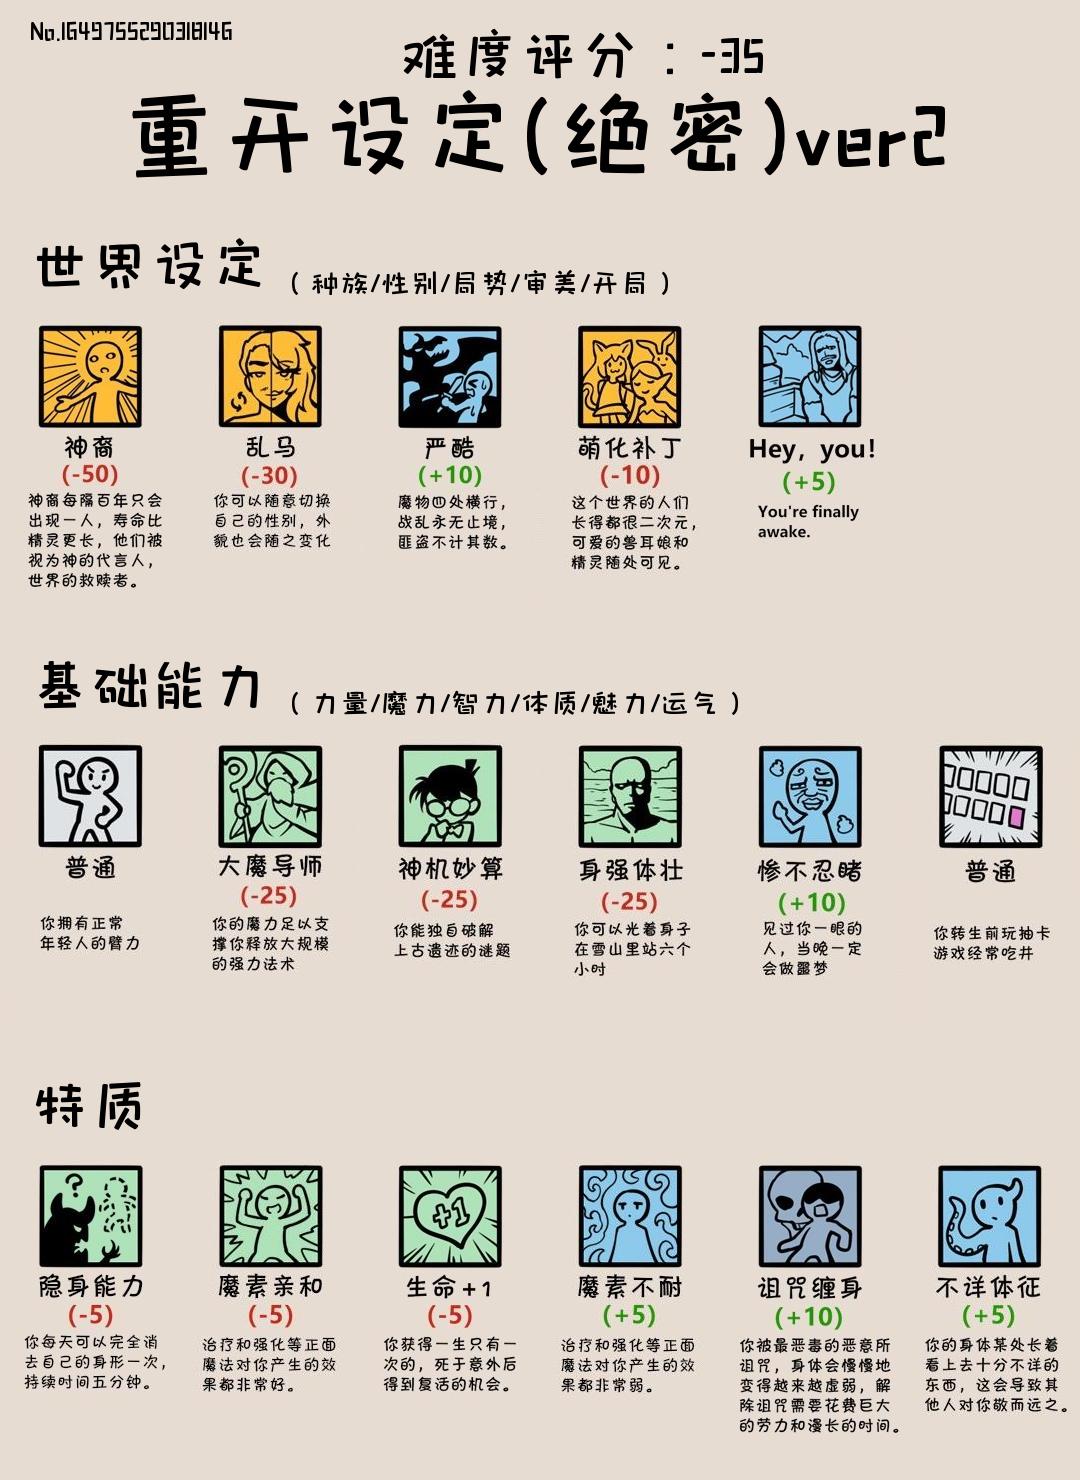 No.1649755290318146
难度评分：-35
重开设定(绝密)ver2
世界设定（种族/性别/局势/审美/开局）
神裔
(-50)
神裔每隔百年只会
出现一人，寿命比
精灵更长，他们被
视为神的代言人，
世界的救赎者。
乱马
(-30)
你可以随意切换
自己的性别，外
貌也会随之变化
严酷
(+10)
魔物四处横行，
战乱永无止境，
匪盗不计其数。
萌化补丁
(-10)
这个世界的人们
长得都很二次元，
可爱的兽耳娘和
精灵随处可见。
Hey, you!
(+5)
You're finally
awake.
基础能力（力量/魔力/智力/体质/魅力/运气）
普通
你拥有正常
年轻人的臂力
大魔导师
(-25)
你的魔力足以支
撑你释放大规模
的强力法术
神机妙算
(-25)
你能独自破解
上古遗迹的谜题
身强体壮
(-25)
你可以光着身子
在雪山里站六个
小时
惨不忍睹
(+10)
见过你一眼的
人，当晚一定
会做噩梦
普通
你转生前玩抽卡
游戏经常吃井
特质
隐身能力
(-5)
你每天可以完全消
去自己的身形一次，
持续时间五分钟。
魔素亲和
(-5)
治疗和强化等正面
魔法对你产生的效
果都非常好。
+1
生命+1
(-5)
你获得一生只有一
次的，死于意外后
得到复活的机会。
魔素不耐
(+5)
治疗和强化等正面
魔法对你产生的效
果都非常弱。
诅咒缠身
(+10)
你被最恶毒的恶意所
诅咒，身体会慢慢地
变得越来越虚弱，解
除诅咒需要花费巨大
的劳力和漫长的时间。
不洋体征
(+5)
你的身体某处长着
看上去十分不洋的
东西，这会导致其
他人对你敬而远之。